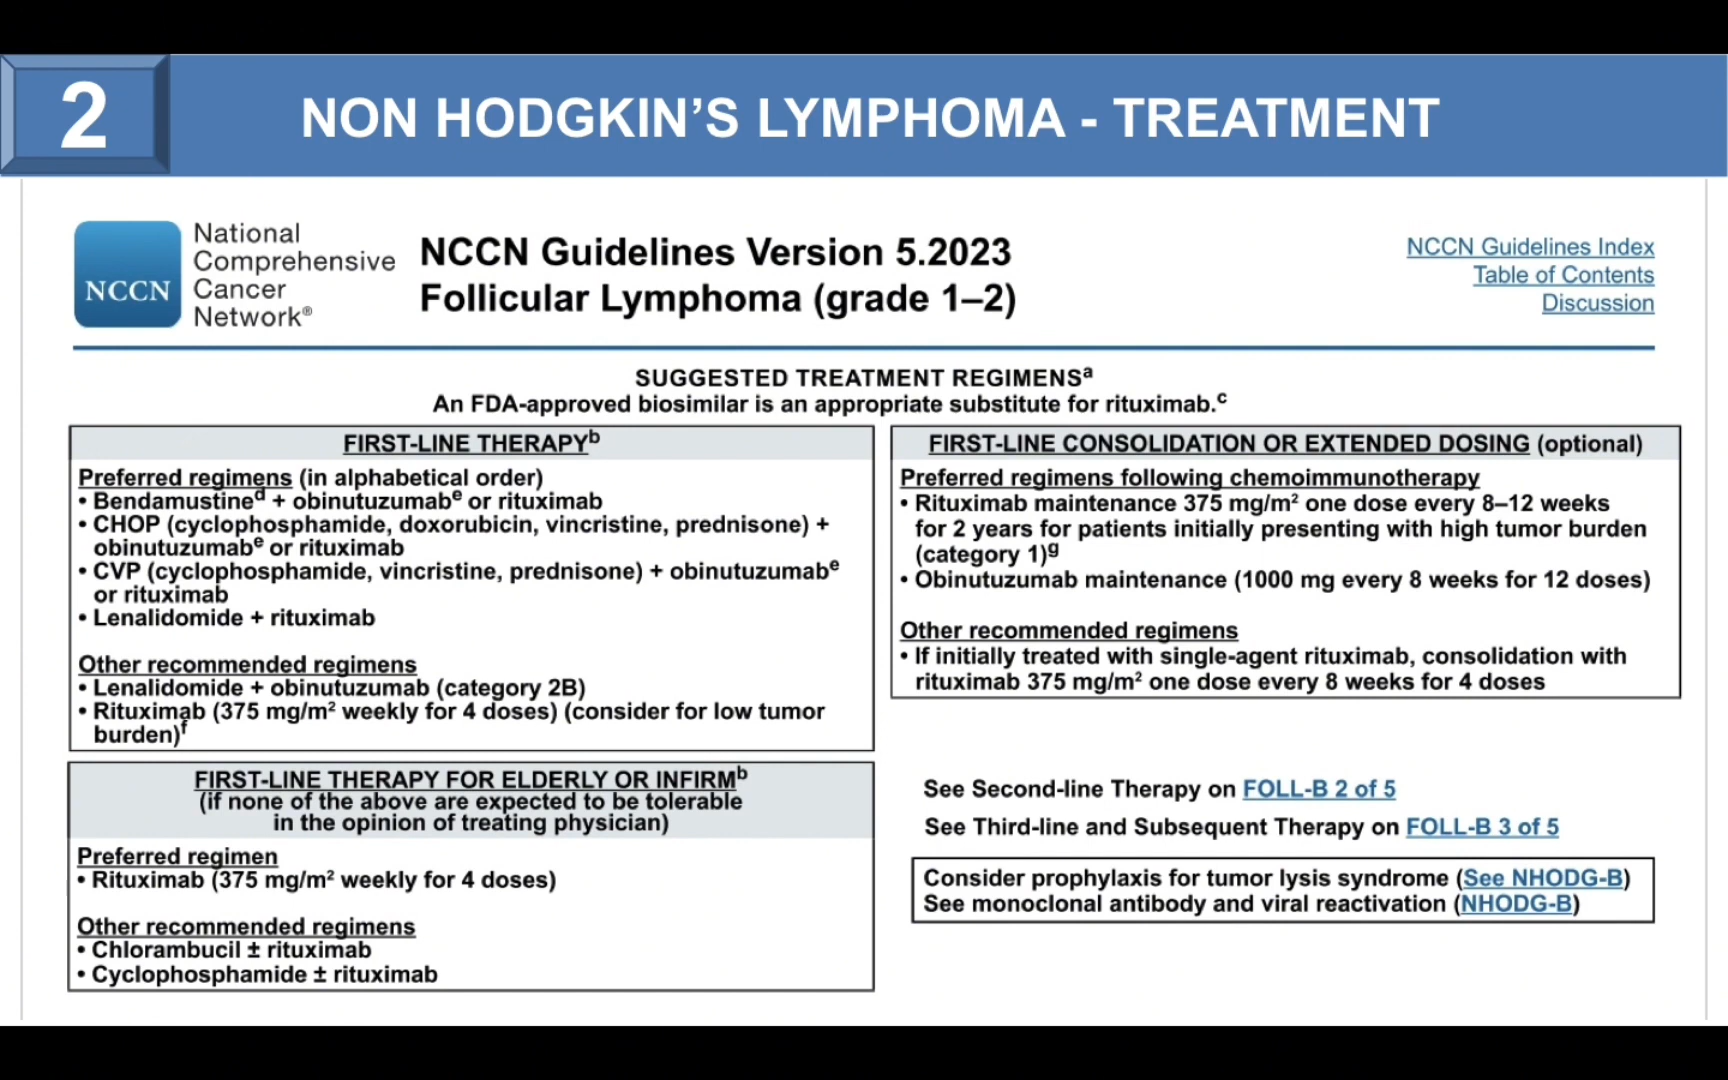 2
NON HODGKIN’S LYMPHOMA - TREATMENT
NCCN
National
Comprehensive
Cancer
Network®
NCCN Guidelines Version 5.2023
Follicular Lymphoma (grade 1–2)
NCCN Guidelines Index
Table of Contents
Discussion
SUGGESTED TREATMENT REGIMENSᵃ
An FDA-approved biosimilar is an appropriate substitute for rituximab.ᶜ
FIRST-LINE THERAPYᵇ
Preferred regimens (in alphabetical order)
• Bendamustineᵈ + obinutuzumabᵉ or rituximab
• CHOP (cyclophosphamide, doxorubicin, vincristine, prednisone) +
obinutuzumabᵉ or rituximab
• CVP (cyclophosphamide, vincristine, prednisone) + obinutuzumabᵉ
or rituximab
• Lenalidomide + rituximab
Other recommended regimens
• Lenalidomide + obinutuzumab (category 2B)
• Rituximab (375 mg/m² weekly for 4 doses) (consider for low tumor
burden)ᶠ
FIRST-LINE CONSOLIDATION OR EXTENDED DOSING (optional)
Preferred regimens following chemoimmunotherapy
• Rituximab maintenance 375 mg/m² one dose every 8–12 weeks
for 2 years for patients initially presenting with high tumor burden
(category 1)ᵍ
• Obinutuzumab maintenance (1000 mg every 8 weeks for 12 doses)
Other recommended regimens
• If initially treated with single-agent rituximab, consolidation with
rituximab 375 mg/m² one dose every 8 weeks for 4 doses
FIRST-LINE THERAPY FOR ELDERLY OR INFIRMᵇ
(if none of the above are expected to be tolerable
in the opinion of treating physician)
Preferred regimen
• Rituximab (375 mg/m² weekly for 4 doses)
Other recommended regimens
• Chlorambucil ± rituximab
• Cyclophosphamide ± rituximab
See Second-line Therapy on FOLL-B 2 of 5
See Third-line and Subsequent Therapy on FOLL-B 3 of 5
Consider prophylaxis for tumor lysis syndrome (See NHODG-B)
See monoclonal antibody and viral reactivation (NHODG-B)